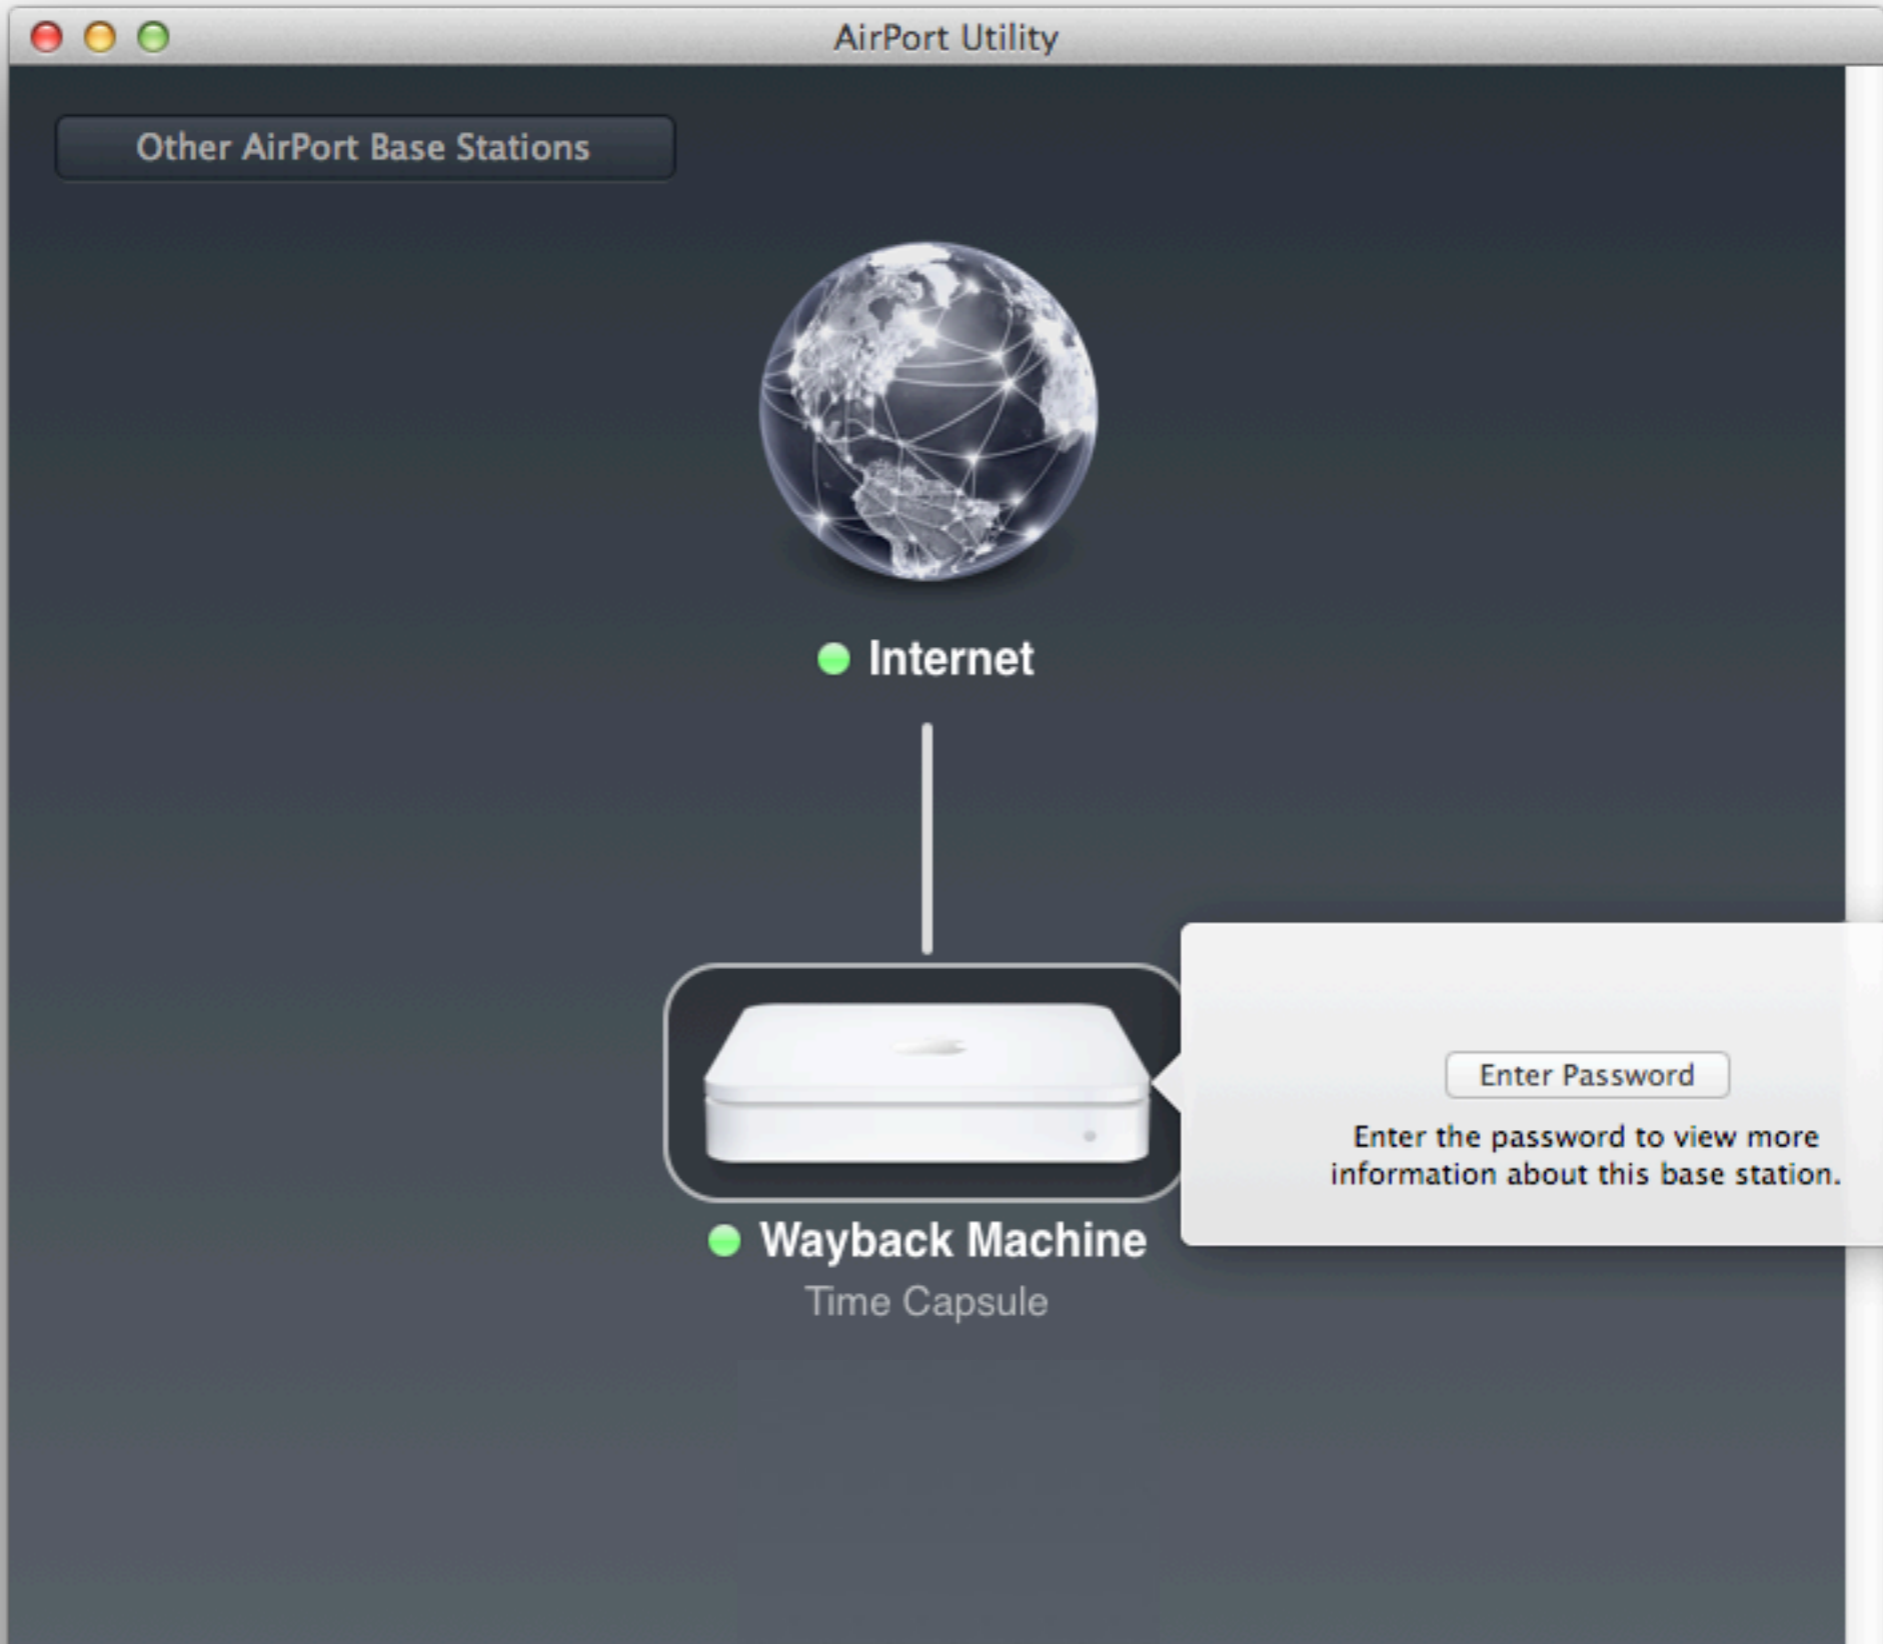 AirPort Utility
Other AirPort Base Stations
Internet
Enter Password
Enter the password to view more
information about this base station.
Wayback Machine
Time Capsule